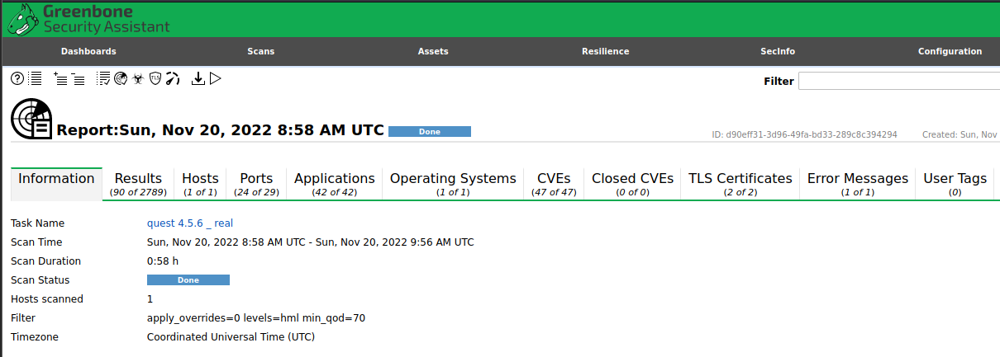 Greenbone
Security Assistant
Dashboards Scans Assets Resilience SecInfo Configuration
Filter
Report:Sun, Nov 20, 2022 8:58 AM UTC Done ID: d90eff31-3d96-49fa-bd33-289c8c394294 Created: Sun, Nov
Information Results Hosts Ports Applications Operating Systems CVEs Closed CVEs TLS Certificates Error Messages User Tags
(90 of 2789) (1 of 1) (24 of 29) (42 of 42) (1 of 1) (47 of 47) (0 of 0) (2 of 2) (1 of 1) (0)
Task Name quest 4.5.6 _ real
Scan Time Sun, Nov 20, 2022 8:58 AM UTC - Sun, Nov 20, 2022 9:56 AM UTC
Scan Duration 0:58 h
Scan Status Done
Hosts scanned 1
Filter apply_overrides=0 levels=hml min_qod=70
Timezone Coordinated Universal Time (UTC)